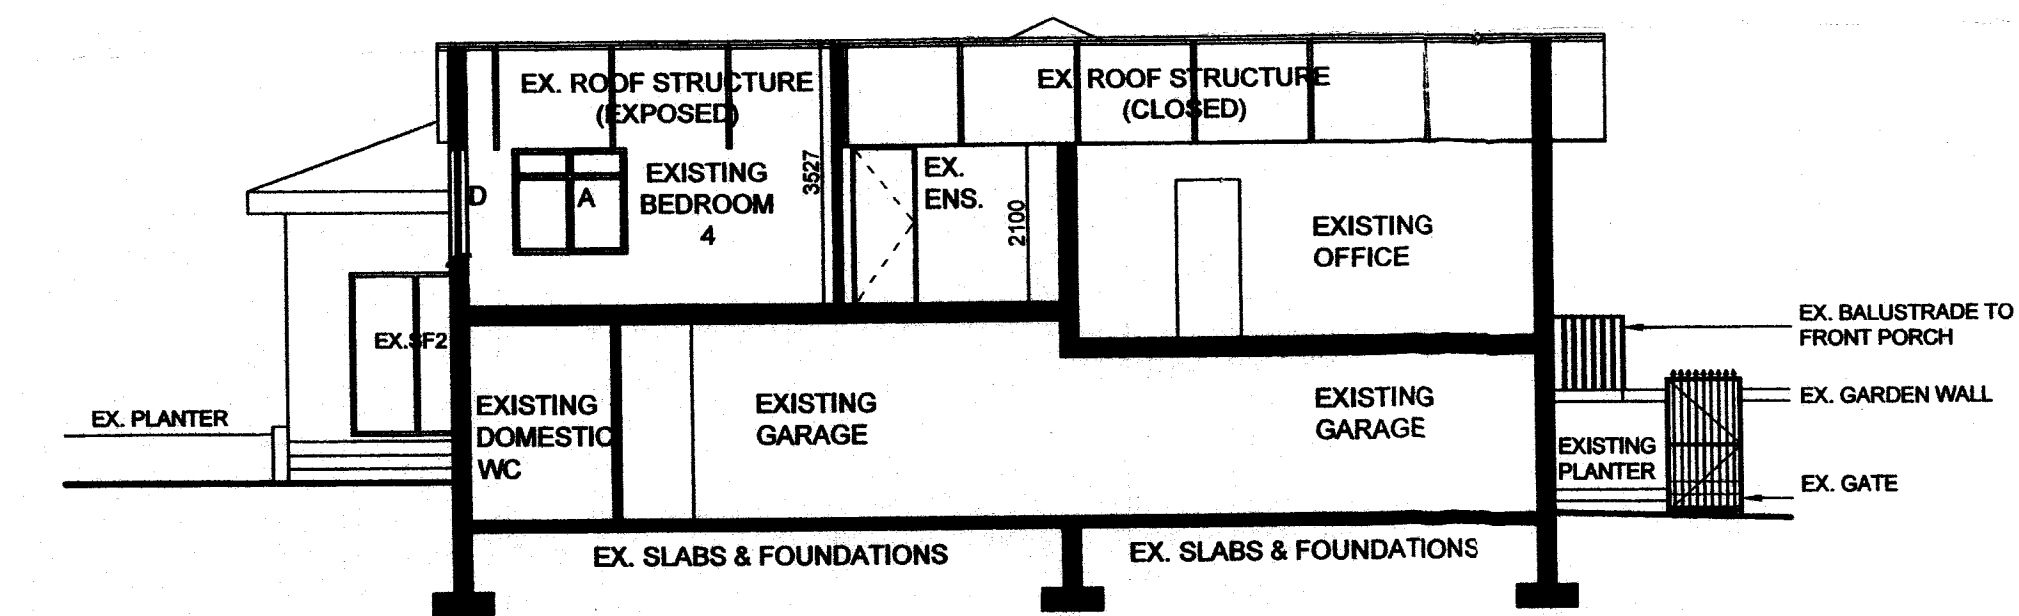 EX. ROOF STRUCTURE
(EXPOSED)
EX. ROOF STRUCTURE
(CLOSED)
D
A
EXISTING
BEDROOM
4
3527
EX.
ENS.
2100
EXISTING
OFFICE
EX. BALUSTRADE TO
FRONT PORCH
EX.SF2
EX. PLANTER
EXISTING
DOMESTIC
WC
EXISTING
GARAGE
EXISTING
GARAGE
EX. GARDEN WALL
EXISTING
PLANTER
EX. GATE
EX. SLABS & FOUNDATIONS
EX. SLABS & FOUNDATIONS